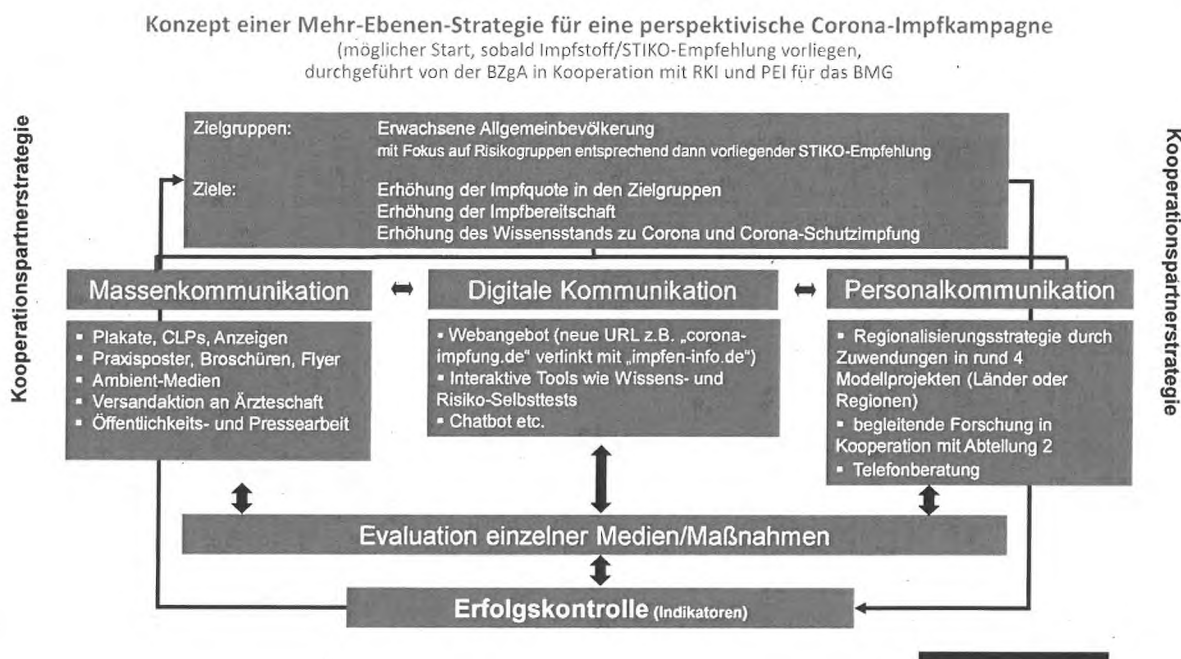 Konzept einer Mehr-Ebenen-Strategie für eine perspektivische Corona-Impfkampagne
(möglicher Start, sobald Impfstoff/STIKO-Empfehlung vorliegen,
durchgeführt von der BZgA in Kooperation mit RKI und PEI für das BMG
Kooperationspartnerstrategie
Zielgruppen: Erwachsene Allgemeinbevölkerung
mit Fokus auf Risikogruppen entsprechend dann vorliegender STIKO-Empfehlung
Ziele: Erhöhung der Impfquote in den Zielgruppen
Erhöhung der Impfbereitschaft
Erhöhung des Wissensstands zu Corona und Corona-Schutzimpfung
Kooperationspartnerstrategie
Massenkommunikation
▪ Plakate, CLPs, Anzeigen
▪ Praxisposter, Broschüren, Flyer
▪ Ambient-Medien
▪ Versandaktion an Ärzteschaft
▪ Öffentlichkeits- und Pressearbeit
Digitale Kommunikation
▪ Webangebot (neue URL z.B. „corona-
impfung.de" verlinkt mit „impfen-info.de")
▪ Interaktive Tools wie Wissens- und
Risiko-Selbsttests
▪ Chatbot etc.
Personalkommunikation
▪ Regionalisierungsstrategie durch
Zuwendungen in rund 4
Modellprojekten (Länder oder
Regionen)
▪ begleitende Forschung in
Kooperation mit Abteilung 2
▪ Telefonberatung
Evaluation einzelner Medien/Maßnahmen
Erfolgskontrolle (Indikatoren)